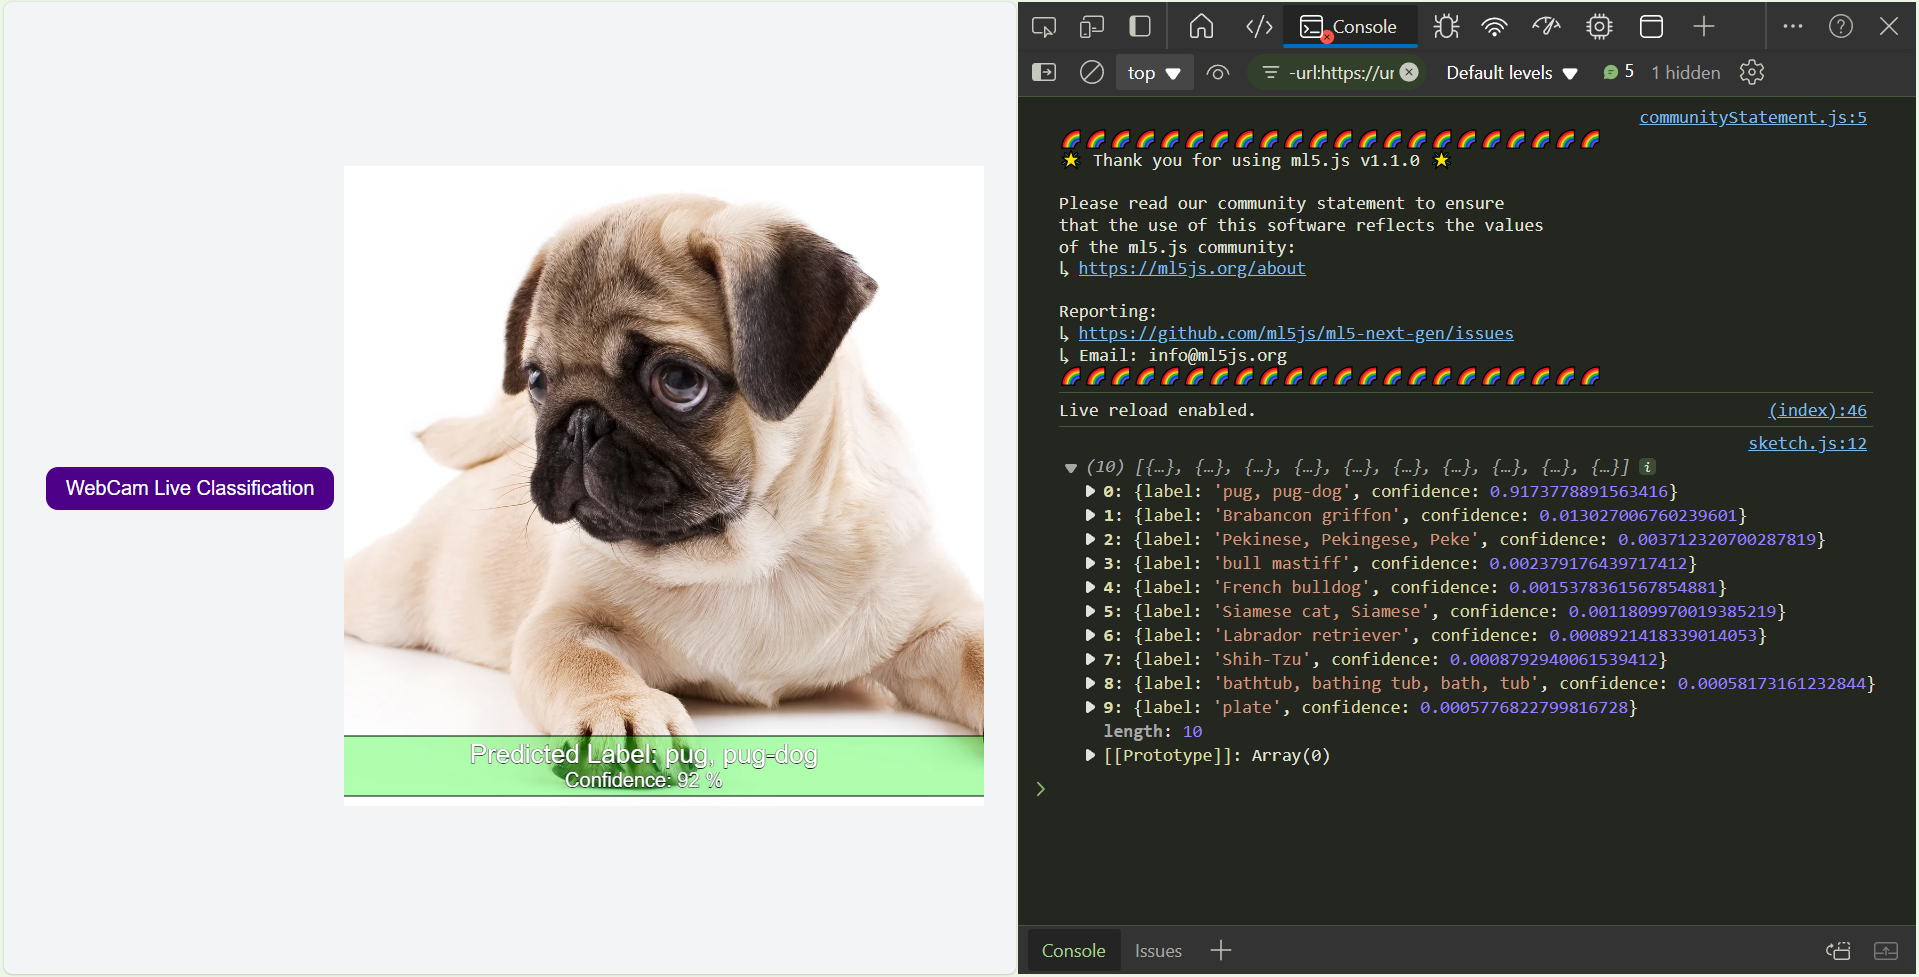 WebCam Live Classification
Predicted Label: pug, pug-dog
Confidence: 92 %
Console
top
-url:https://ur
Default levels
5
1 hidden
communityStatement.js:5
🌈🌈🌈🌈🌈🌈🌈🌈🌈🌈🌈🌈🌈🌈🌈🌈🌈🌈🌈🌈🌈🌈
🌟 Thank you for using ml5.js v1.1.0 🌟
Please read our community statement to ensure
that the use of this software reflects the values
of the ml5.js community:
↳ https://ml5js.org/about
Reporting:
↳ https://github.com/ml5js/ml5-next-gen/issues
↳ Email: info@ml5js.org
🌈🌈🌈🌈🌈🌈🌈🌈🌈🌈🌈🌈🌈🌈🌈🌈🌈🌈🌈🌈🌈🌈
Live reload enabled. (index):46
sketch.js:12
(10) [{…}, {…}, {…}, {…}, {…}, {…}, {…}, {…}, {…}, {…}] i
0: {label: 'pug, pug-dog', confidence: 0.9173778891563416}
1: {label: 'Brabancon griffon', confidence: 0.013027006760239601}
2: {label: 'Pekinese, Pekingese, Peke', confidence: 0.003712320700287819}
3: {label: 'bull mastiff', confidence: 0.002379176439717412}
4: {label: 'French bulldog', confidence: 0.0015378361567854881}
5: {label: 'Siamese cat, Siamese', confidence: 0.0011809970019385219}
6: {label: 'Labrador retriever', confidence: 0.0008921418339014053}
7: {label: 'Shih-Tzu', confidence: 0.0008792940061539412}
8: {label: 'bathtub, bathing tub, bath, tub', confidence: 0.00058173161232844}
9: {label: 'plate', confidence: 0.0005776822799816728}
length: 10
[[Prototype]]: Array(0)
Console
Issues